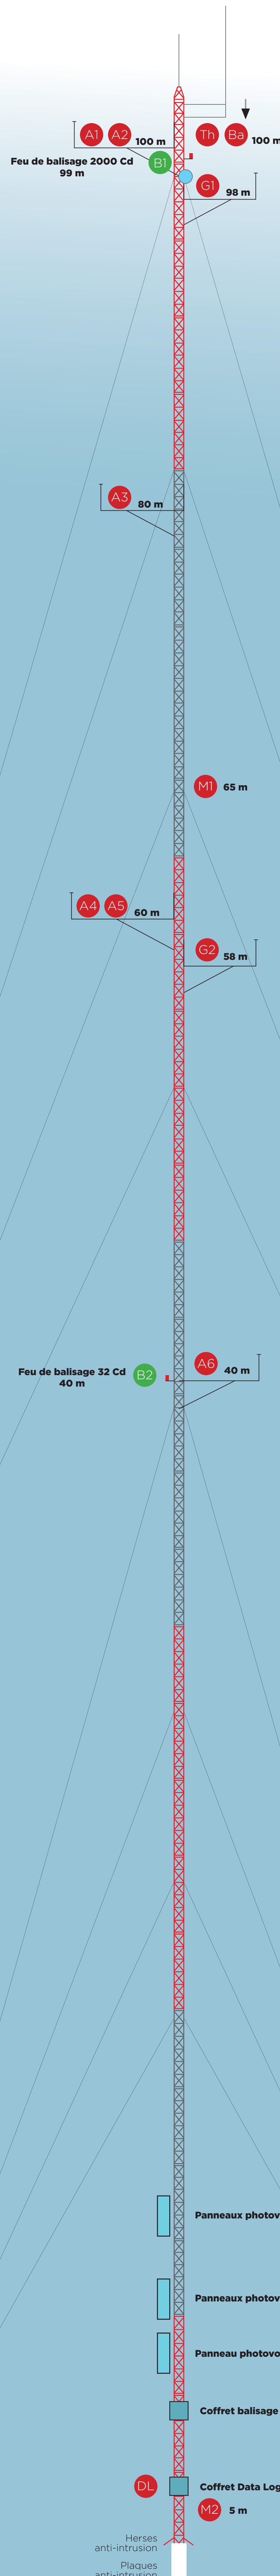 A1 A2 100 m
Th Ba 100 m
Feu de balisage 2000 Cd
99 m
B1
G1 98 m
A3 80 m
M1 65 m
A4 A5 60 m
G2 58 m
A6 40 m
Feu de balisage 32 Cd
40 m
B2
Panneaux photov
Panneaux photov
Panneau photovo
Coffret balisage
DL
Coffret Data Log
M2 5 m
Herses
anti-intrusion
Plaques
anti-intrusion